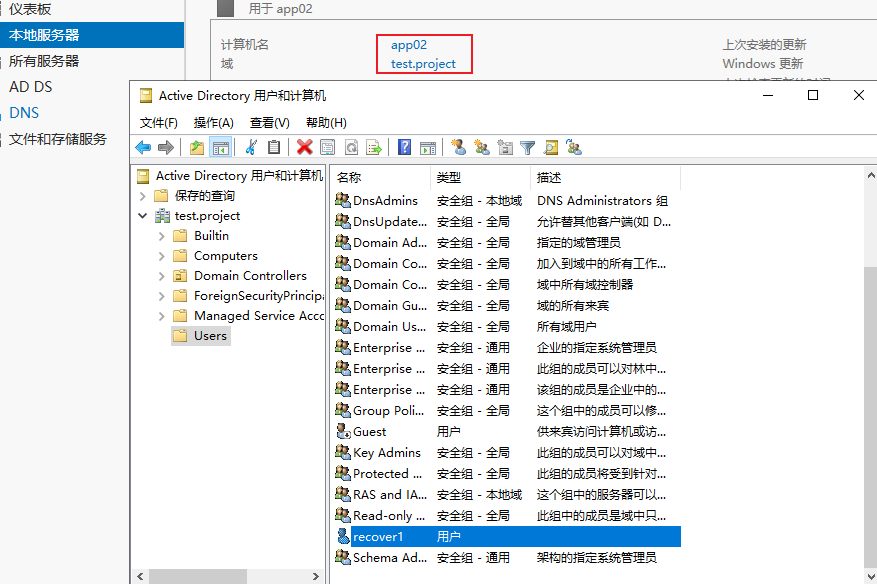 仪表板
本地服务器
所有服务器
AD DS
DNS
文件和存储服务
用于 app02
计算机名
app02
上次安装的更新
域
test.project
Windows 更新
Active Directory 用户和计算机
文件(F)
操作(A)
查看(V)
帮助(H)
Active Directory 用户和计算机
保存的查询
test.project
Builtin
Computers
Domain Controllers
ForeignSecurityPrincipa
Managed Service Acco
Users
名称
类型
描述
DnsAdmins 安全组 - 本地域 DNS Administrators 组
DnsUpdate... 安全组 - 全局 允许替其他客户端(如 D...
Domain Ad... 安全组 - 全局 指定的域管理员
Domain Co... 安全组 - 全局 加入到域中的所有工作...
Domain Co... 安全组 - 全局 域中所有域控制器
Domain Gu... 安全组 - 全局 域的所有来宾
Domain Us... 安全组 - 全局 所有域用户
Enterprise ... 安全组 - 通用 企业的指定系统管理员
Enterprise ... 安全组 - 通用 此组的成员可以对林中...
Enterprise ... 安全组 - 通用 该组的成员是企业中的...
Group Poli... 安全组 - 全局 这个组中的成员可以修...
Guest 用户 供来宾访问计算机或访...
Key Admins 安全组 - 全局 此组的成员可以对域中...
Protected ... 安全组 - 全局 此组的成员将受到针对...
RAS and IA... 安全组 - 本地域 这个组中的服务器可以...
Read-only ... 安全组 - 全局 此组中的成员是域中只...
recover1 用户
Schema Ad... 安全组 - 通用 架构的指定系统管理员